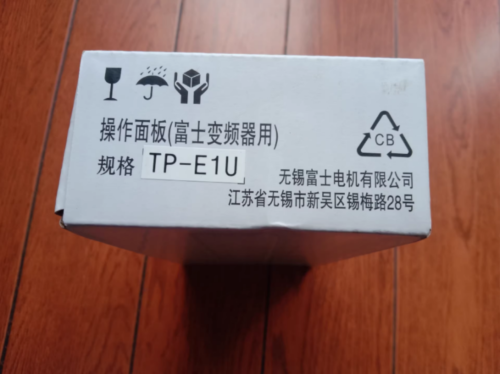 操作面板(富士变频器用)
规格 TP-E1U
CB
无锡富士电机有限公司
江苏省无锡市新吴区锡梅路28号